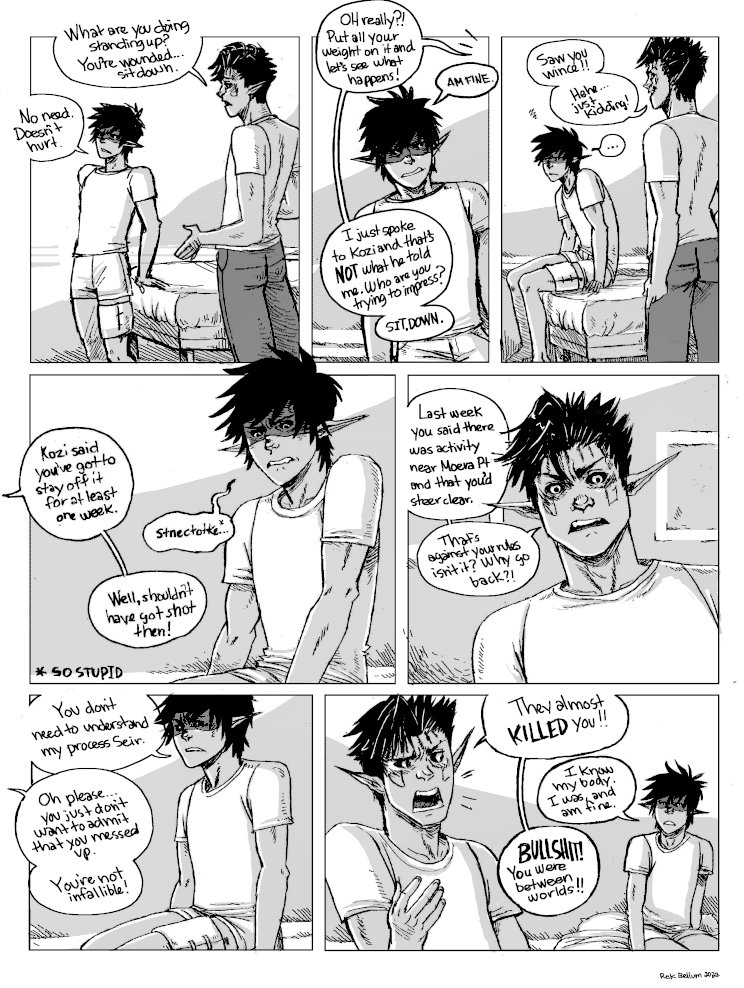 What are you doing
standing up?
You're wounded...
sit down.
No need.
Doesn't
hurt.
OH really?!
Put all your
weight on it and
let's see what
happens!
AM FINE.
I just spoke
to Kozi and that's
NOT what he told
me. Who are you
trying to impress?
SIT.DOWN.
Saw you
wince!!
Hehe...
just
kidding!
...
Kozi said
you've got to
stay off it
for at least
one week.
Stnectoike...*
Well, shouldn't
have got shot
then!
* SO STUPID
Last week
you said there
was activity
near Moera Pt
and that you'd
steer clear.
That's
against your rules
isn't it? Why go
back?!
You don't
need to understand
my process Seir.
Oh please...
you just don't
want to admit
that you messed
up.
You're not
infallible!
They almost
KILLED you!!
I know
my body.
I was, and
am fine.
BULLSHIT!
You were
between
worlds!!
Rek Bellum 2022